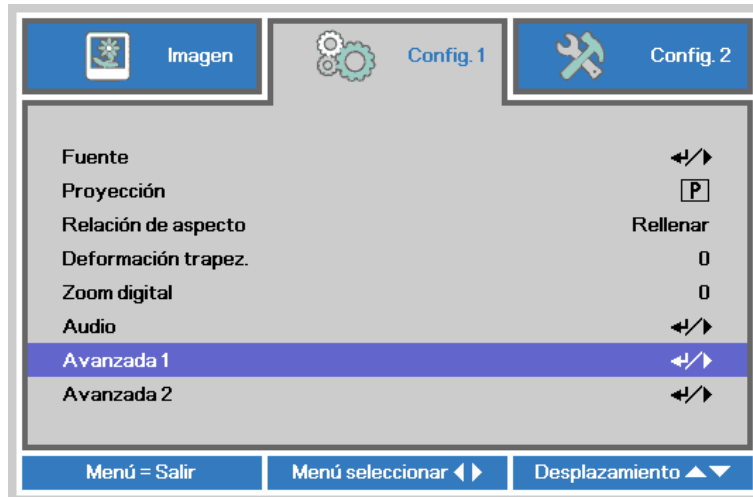 Imagen Config. 1 Config. 2
Fuente
Proyección P
Relación de aspecto Rellenar
Deformación trapez. 0
Zoom digital 0
Audio
Avanzada 1
Avanzada 2
Menú = Salir Menú seleccionar Desplazamiento